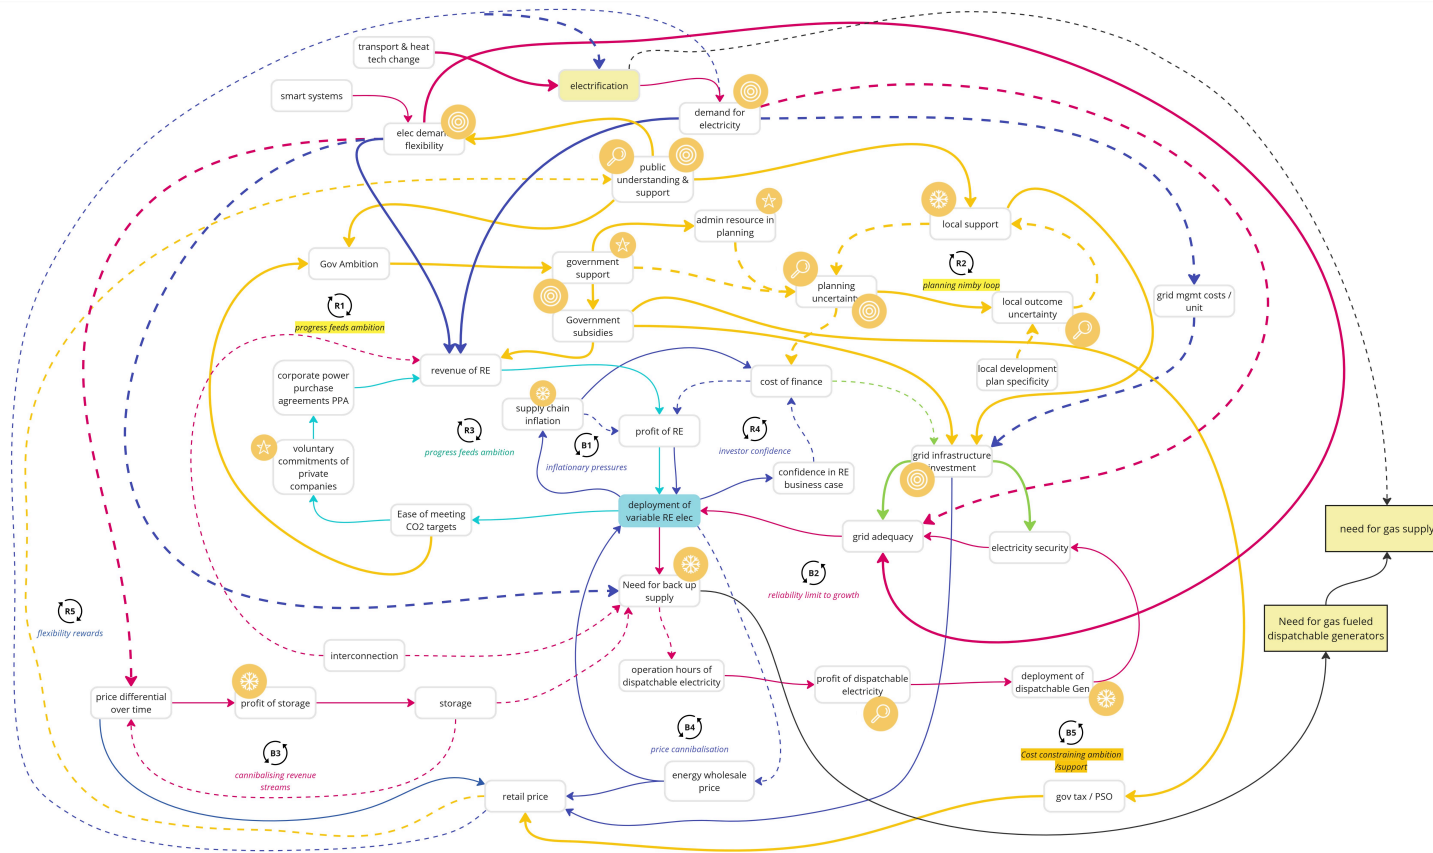 transport & heat
tech change
smart systems
electrification
demand for
electricity
elec deman
flexibility
public
understanding &
support
admin resource in
planning
local support
Gov Ambition
government
support
R2
planning nimby loop
planning
uncertaint
local outcome
uncertainty
grid mgmt costs /
unit
R1
progress feeds ambition
Government
subsidies
corporate power
purchase
agreements PPA
revenue of RE
cost of finance
local development
plan specificity
supply chain
inflation
R3
progress feeds ambition
B1
inflationary pressures
profit of RE
R4
investor confidence
voluntary
commitments of
private
companies
grid infrastructure
investment
confidence in RE
business case
deployment of
variable RE elec
Ease of meeting
CO2 targets
grid adequacy
electricity security
need for gas supply
B2
reliability limit to growth
Need for back up
supply
R5
flexibility rewards
Need for gas fueled
dispatchable generators
interconnection
operation hours of
dispatchable electricity
profit of dispatchable
electricity
deployment of
dispatchable Gen
price differential
over time
profit of storage
storage
B3
cannibalising revenue
streams
B4
price cannibalisation
B5
Cost constraining ambition
/support
energy wholesale
price
retail price
gov tax / PSO